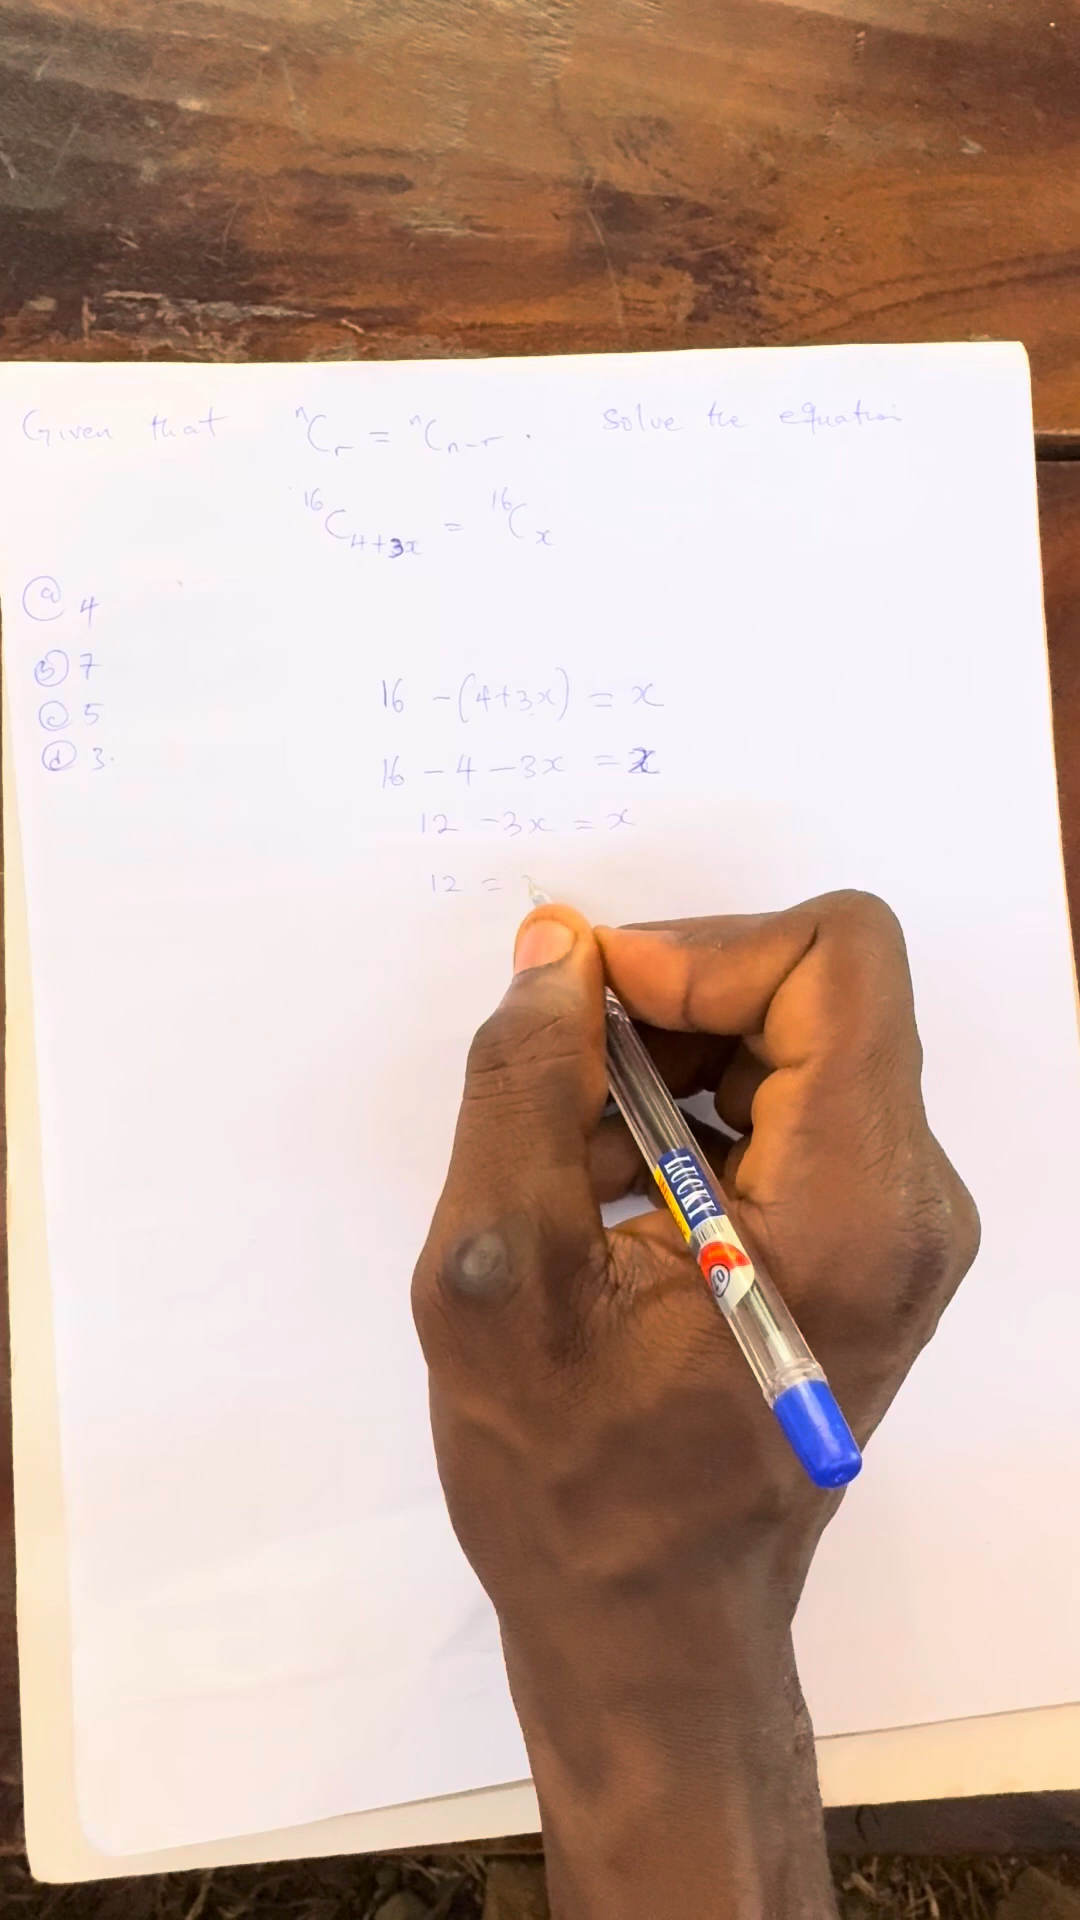 Given that ⁿCᵣ = ⁿCₙ₋ᵣ. Solve the equation
¹⁶C₄₊₃ₓ = ¹⁶Cₓ
(a) 4
(b) 7
(c) 5
(d) 3.
16 - (4+3x) = x
16 - 4 - 3x = x
12 - 3x = x
12 =
LUCKY